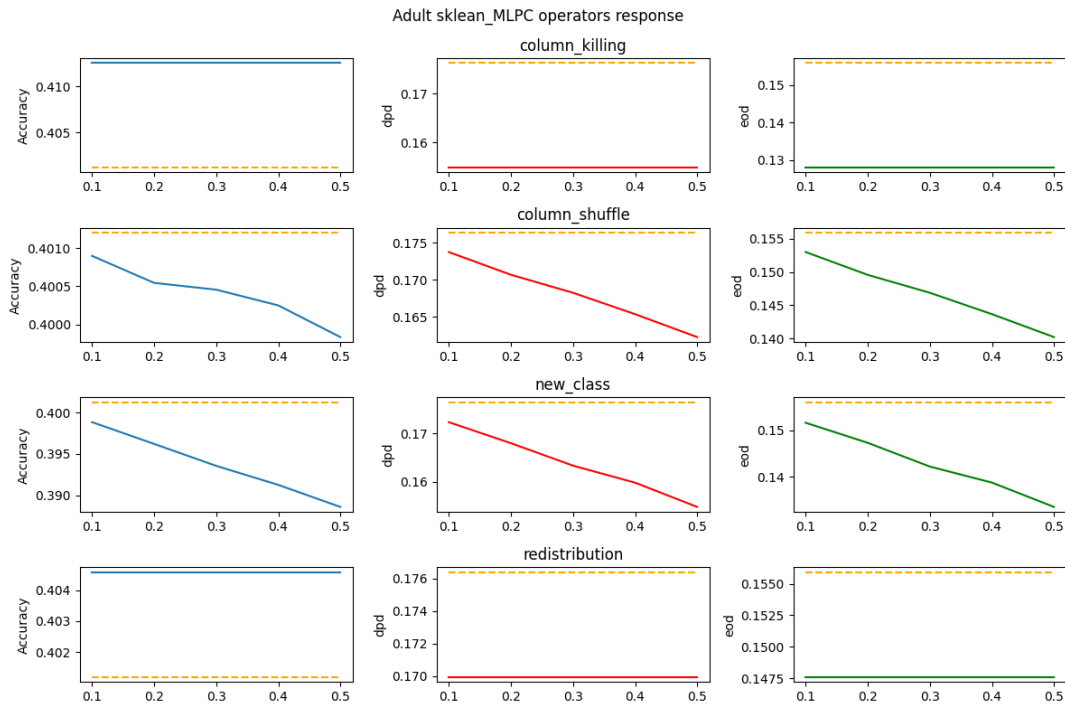 Adult sklean_MLPC operators response
column_killing
Accuracy
0.410
0.405
0.1 0.2 0.3 0.4 0.5
dpd
0.17
0.16
0.1 0.2 0.3 0.4 0.5
eod
0.15
0.14
0.13
0.1 0.2 0.3 0.4 0.5
column_shuffle
Accuracy
0.4010
0.4005
0.4000
0.1 0.2 0.3 0.4 0.5
dpd
0.175
0.170
0.165
0.1 0.2 0.3 0.4 0.5
eod
0.155
0.150
0.145
0.140
0.1 0.2 0.3 0.4 0.5
new_class
Accuracy
0.400
0.395
0.390
0.1 0.2 0.3 0.4 0.5
dpd
0.17
0.16
0.1 0.2 0.3 0.4 0.5
eod
0.15
0.14
0.1 0.2 0.3 0.4 0.5
redistribution
Accuracy
0.404
0.403
0.402
0.1 0.2 0.3 0.4 0.5
dpd
0.176
0.174
0.172
0.170
0.1 0.2 0.3 0.4 0.5
eod
0.1550
0.1525
0.1500
0.1475
0.1 0.2 0.3 0.4 0.5